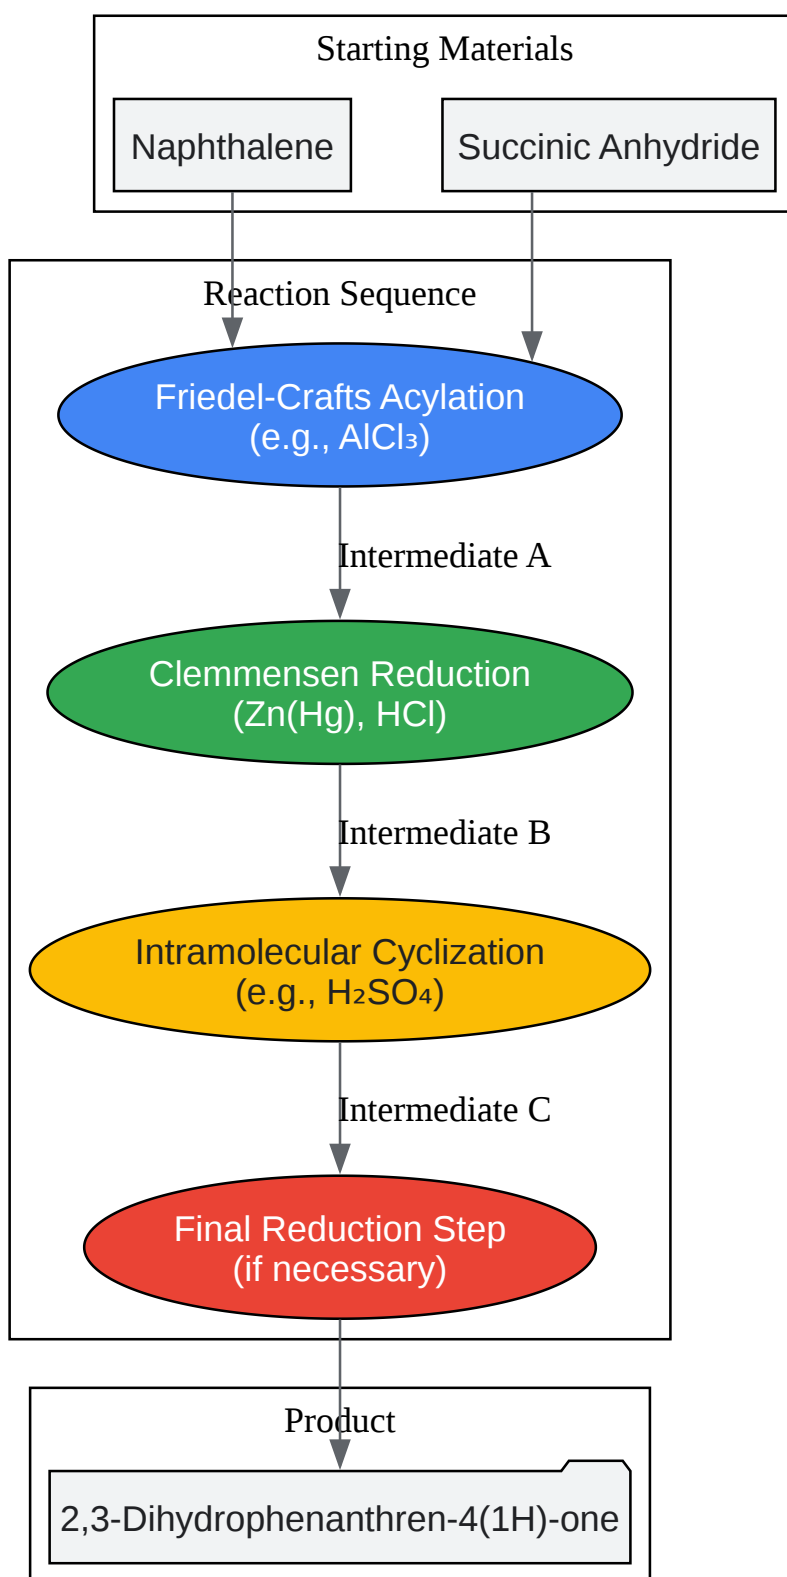 Starting Materials
Naphthalene
Succinic Anhydride
Reaction Sequence
Friedel-Crafts Acylation
(e.g., AlCl₃)
Intermediate A
Clemmensen Reduction
(Zn(Hg), HCl)
Intermediate B
Intramolecular Cyclization
(e.g., H₂SO₄)
Intermediate C
Final Reduction Step
(if necessary)
Product
2,3-Dihydrophenanthren-4(1H)-one